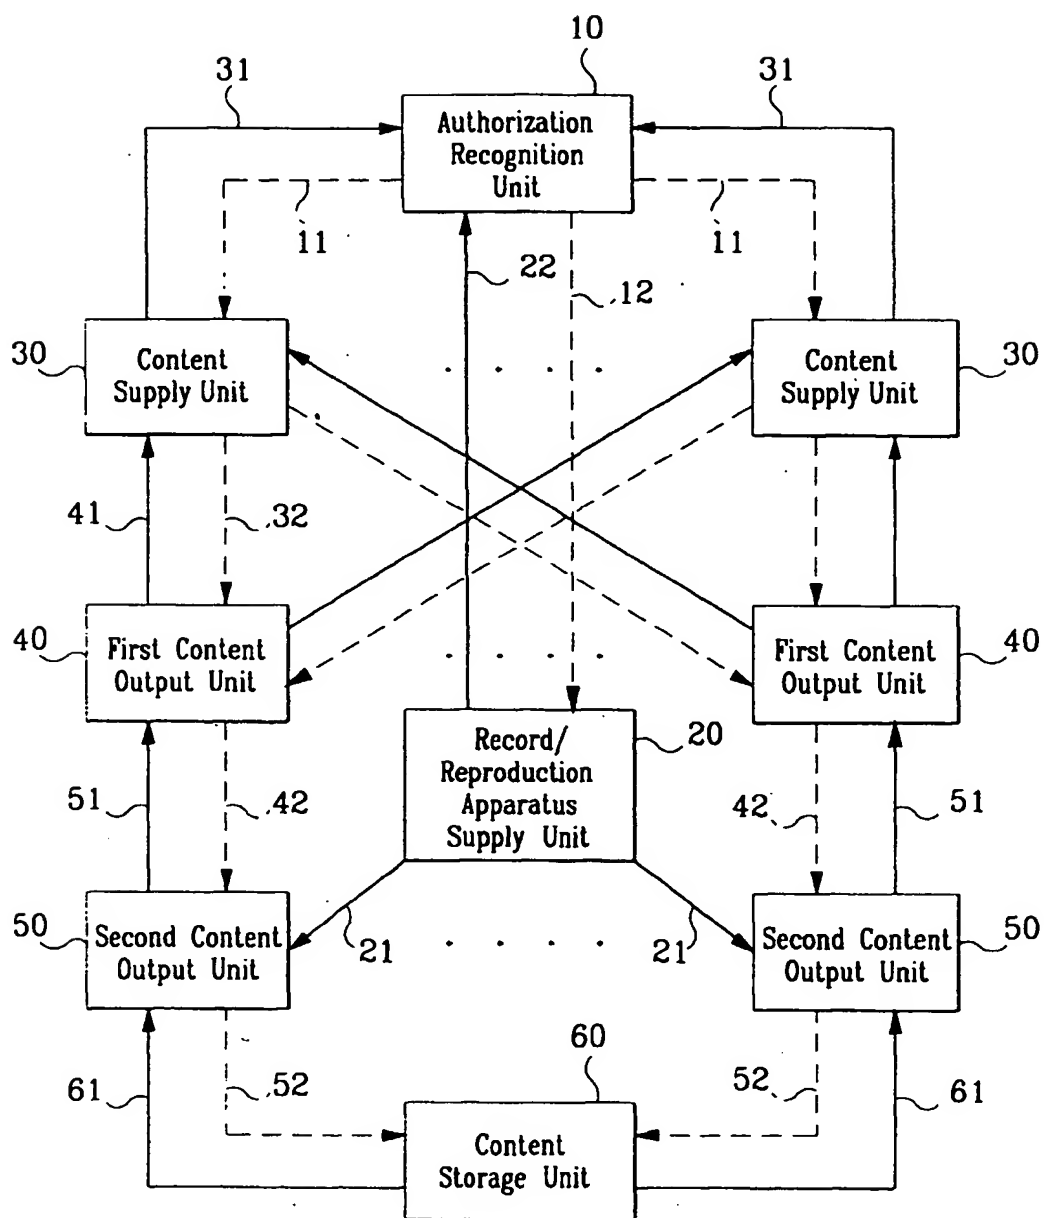 10
31
31
Authorization
Recognition
Unit
11
11
22
12
30
Content
Supply Unit
Content
Supply Unit
30
41
32
40
First Content
Output Unit
First Content
Output Unit
40
Record/
Reproduction
Apparatus
Supply Unit
20
51
42
42
51
50
Second Content
Output Unit
21
21
Second Content
Output Unit
50
60
61
52
52
61
Content
Storage Unit